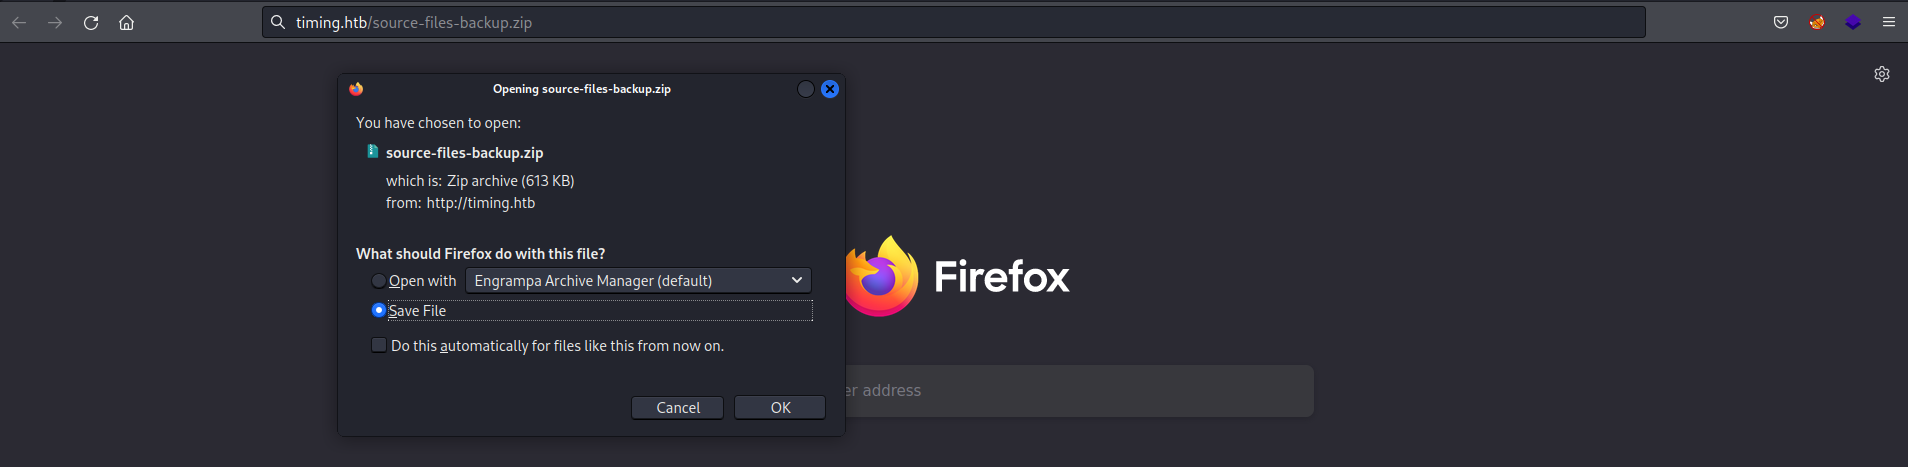 timing.htb/source-files-backup.zip
Opening source-files-backup.zip
You have chosen to open:
source-files-backup.zip
which is: Zip archive (613 KB)
from: http://timing.htb
What should Firefox do with this file?
Open with Engrampa Archive Manager (default)
Save File
Do this automatically for files like this from now on.
Cancel OK
Firefox
er address